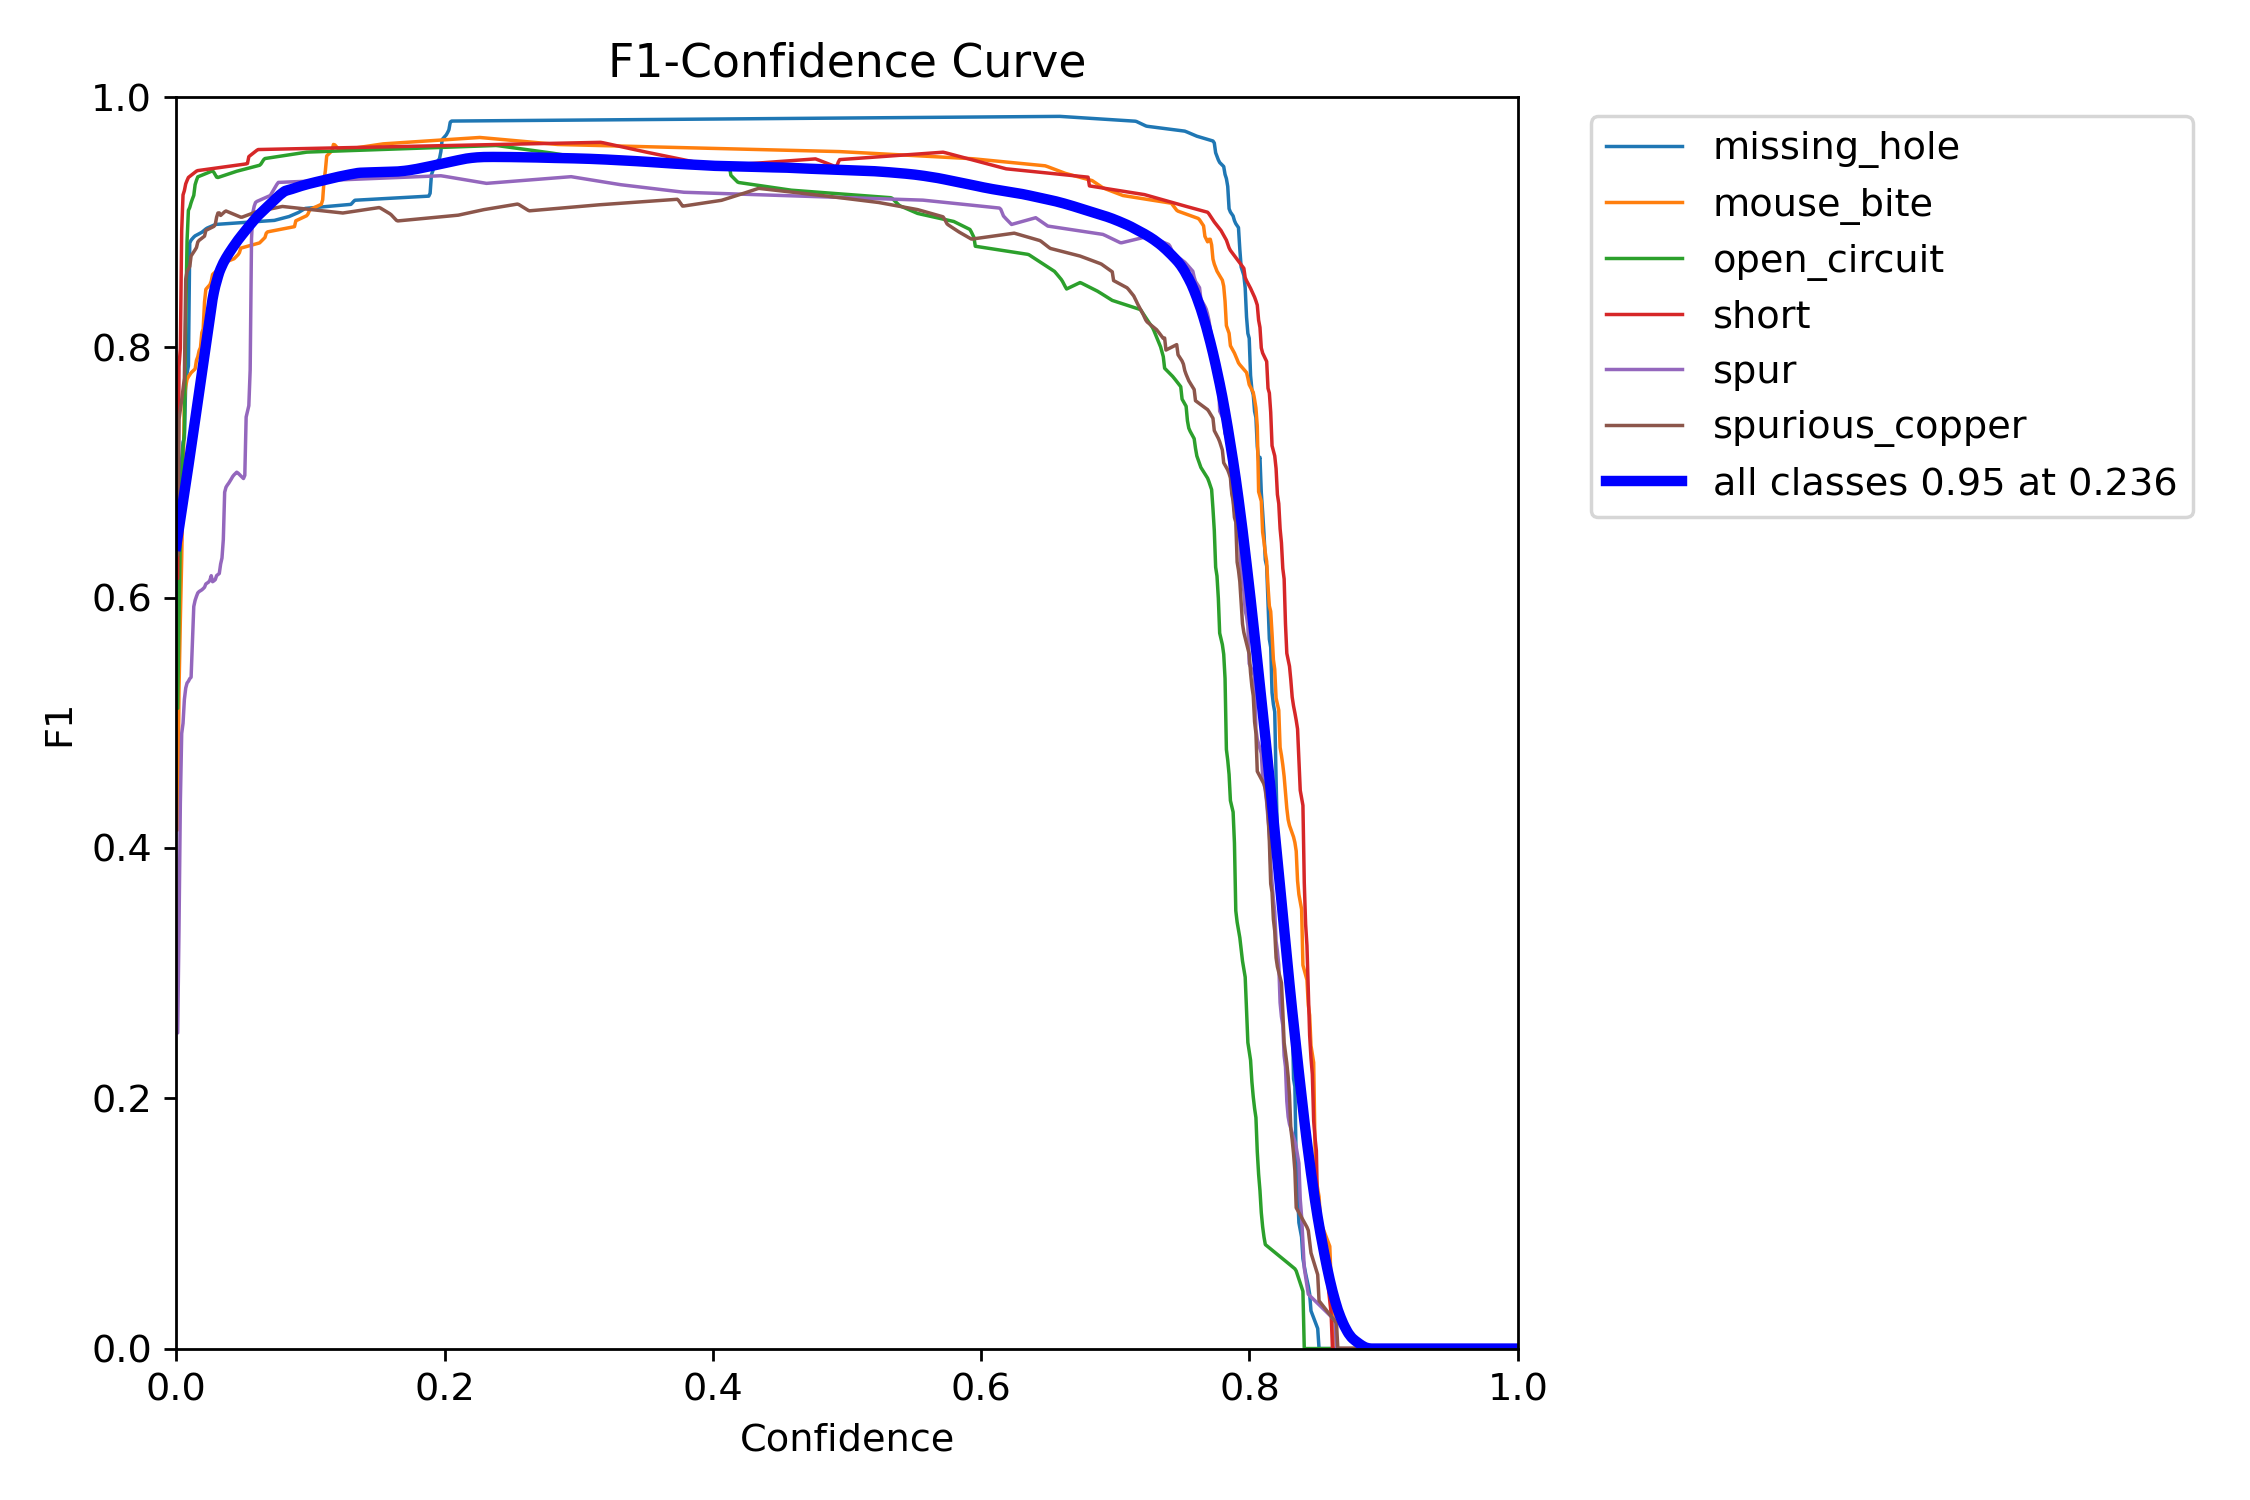 F1-Confidence Curve
1.0
0.8
0.6
0.4
0.2
0.0
F1
0.0 0.2 0.4 0.6 0.8 1.0
Confidence
missing_hole
mouse_bite
open_circuit
short
spur
spurious_copper
all classes 0.95 at 0.236